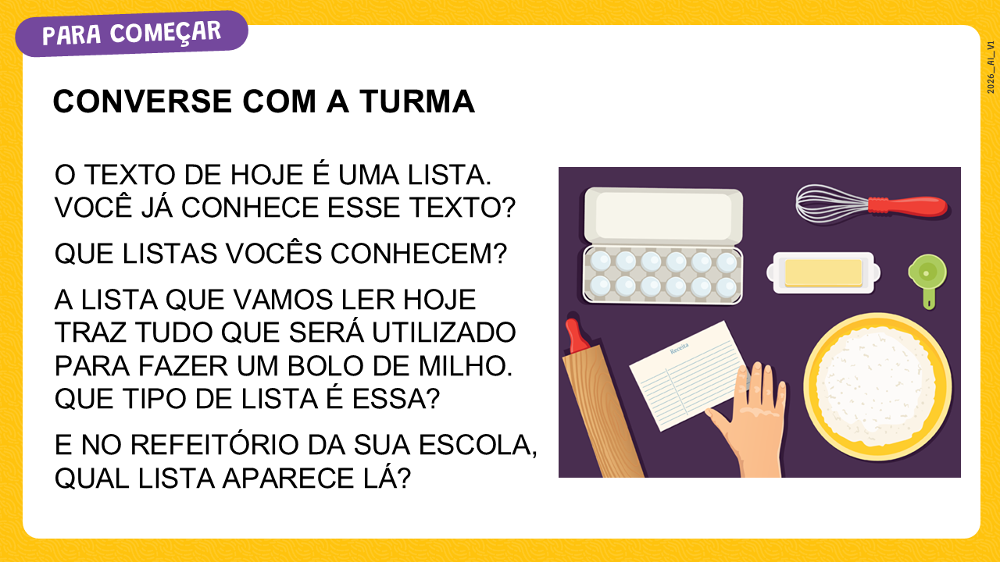 PARA COMEÇAR
2026_AI_V1
CONVERSE COM A TURMA
O TEXTO DE HOJE É UMA LISTA.
VOCÊ JÁ CONHECE ESSE TEXTO?
QUE LISTAS VOCÊS CONHECEM?
A LISTA QUE VAMOS LER HOJE
TRAZ TUDO QUE SERÁ UTILIZADO
PARA FAZER UM BOLO DE MILHO.
QUE TIPO DE LISTA É ESSA?
E NO REFEITÓRIO DA SUA ESCOLA,
QUAL LISTA APARECE LÁ?
Receita